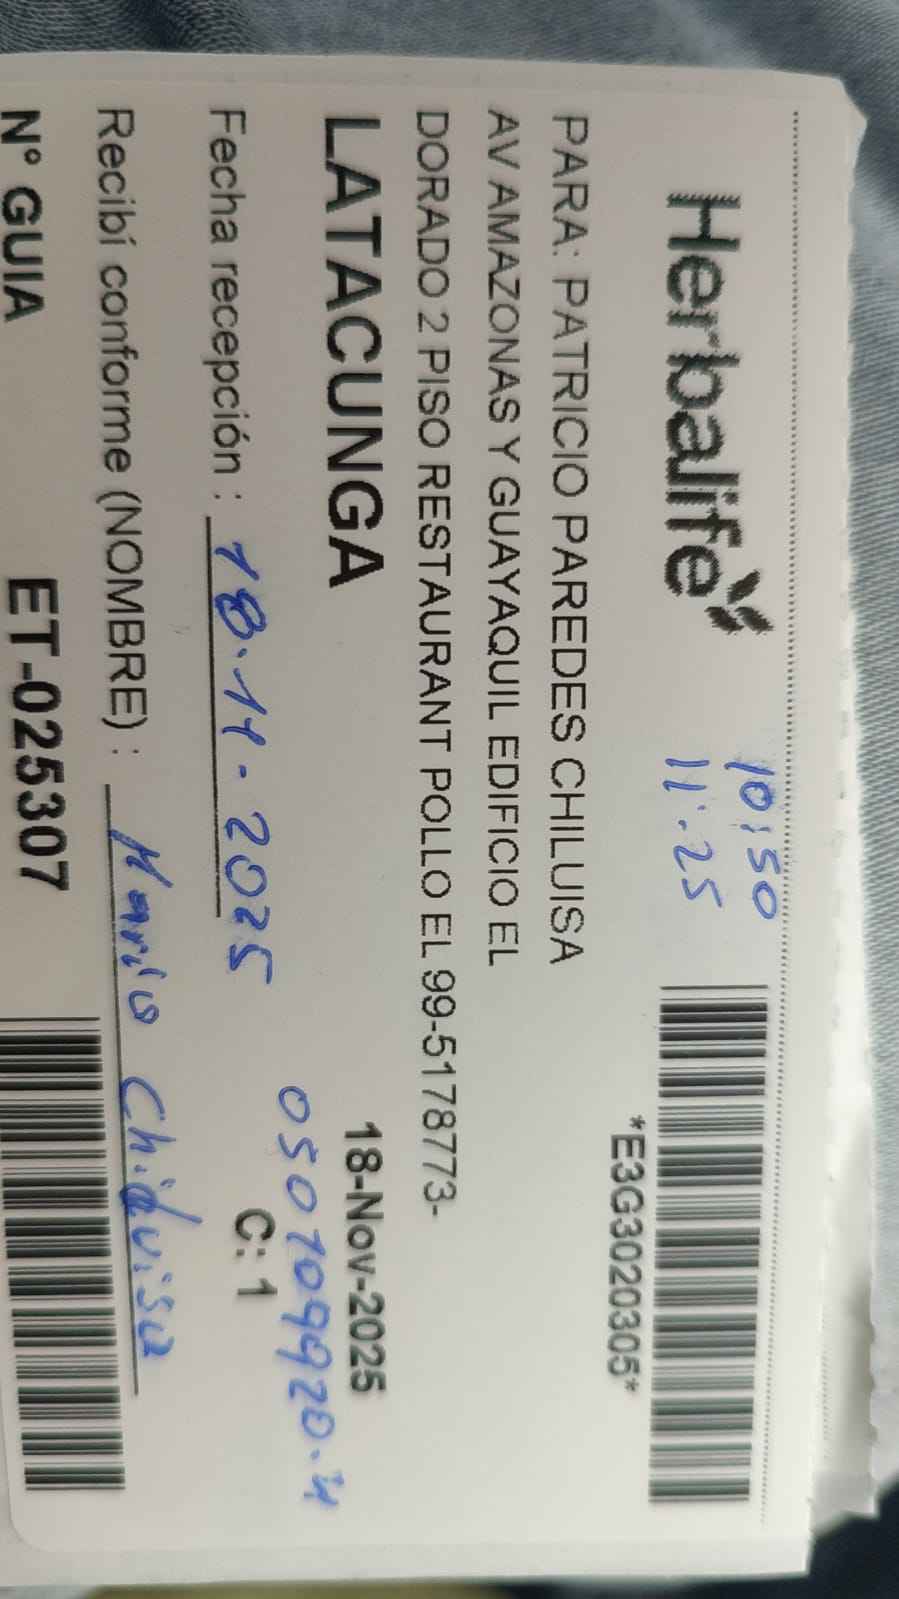 Herbalife
10:50
11:25
*E3G3020305*
PARA: PATRICIO PAREDES CHILUISA
AV AMAZONAS Y GUAYAQUIL EDIFICIO EL
DORADO 2 PISO RESTAURANT POLLO EL 99-5178773-
LATACUNGA
18-Nov-2025
Fecha recepción : 18.11.2025
C: 1
Recibí conforme (NOMBRE) : Mario
N° GUIA ET-025307